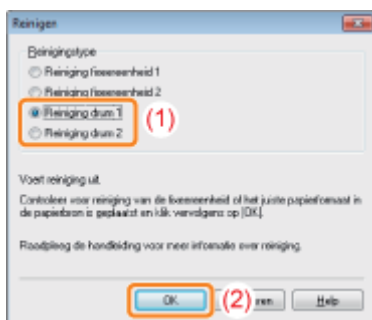 Reinigen
Reinigingstype
Reiniging fixeereenheid 1
Reiniging fixeereenheid 2
Reiniging drum 1
(1)
Reiniging drum 2
Voert reiniging uit.
Controleer voor reiniging van de fixeereenheid of het juiste papierformaat in
de papierbron is geplaatst en klik vervolgens op [OK].
Raadpleeg de handleiding voor meer informatie over reiniging.
OK
(2)
ren
Help